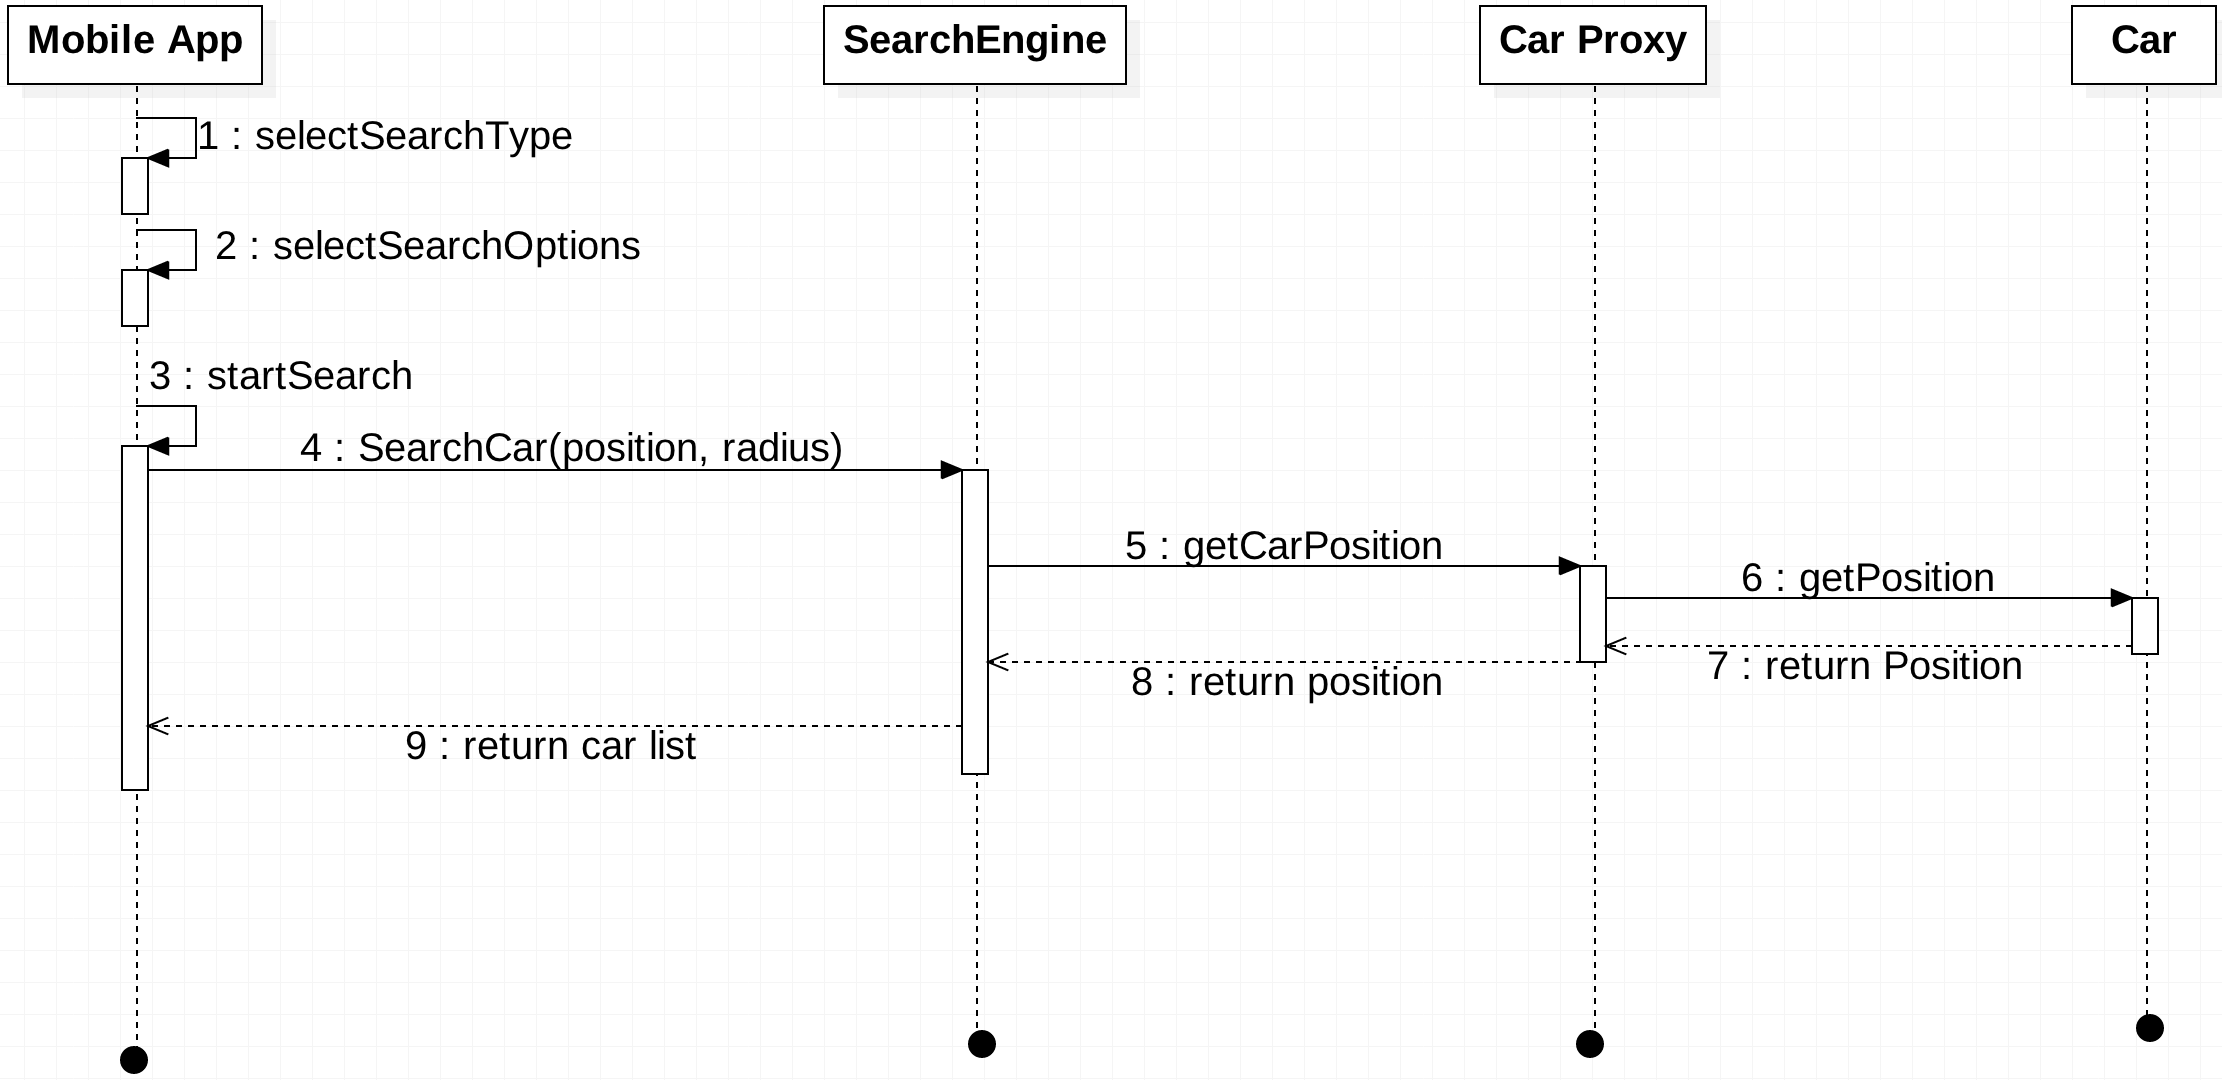 Mobile App
SearchEngine
Car Proxy
Car
1 : selectSearchType
2 : selectSearchOptions
3 : startSearch
4 : SearchCar(position, radius)
5 : getCarPosition
6 : getPosition
7 : return Position
8 : return position
9 : return car list